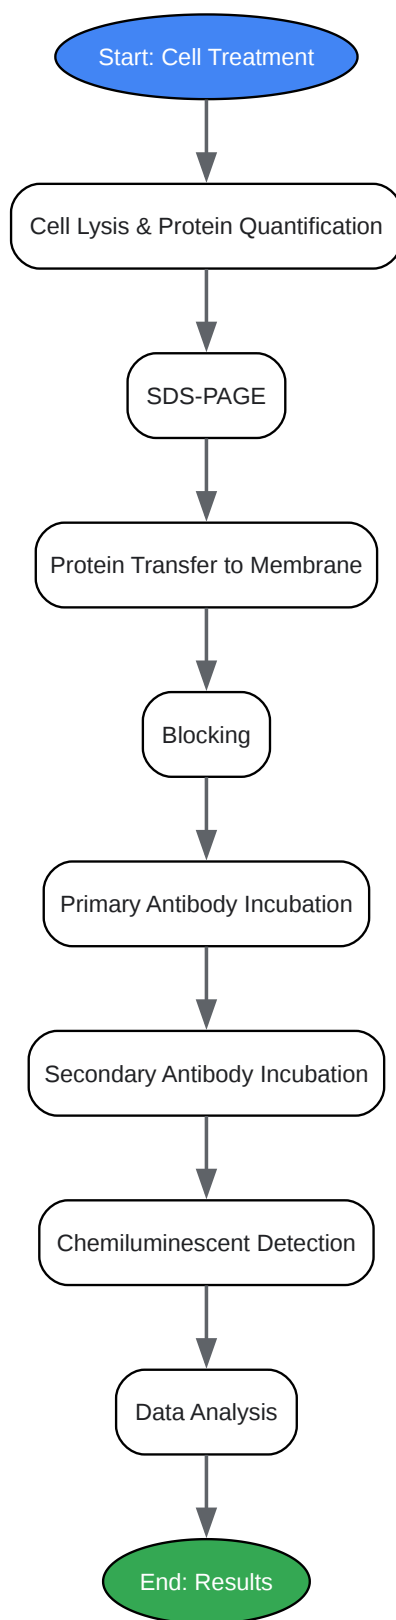 Start: Cell Treatment
Cell Lysis & Protein Quantification
SDS-PAGE
Protein Transfer to Membrane
Blocking
Primary Antibody Incubation
Secondary Antibody Incubation
Chemiluminescent Detection
Data Analysis
End: Results